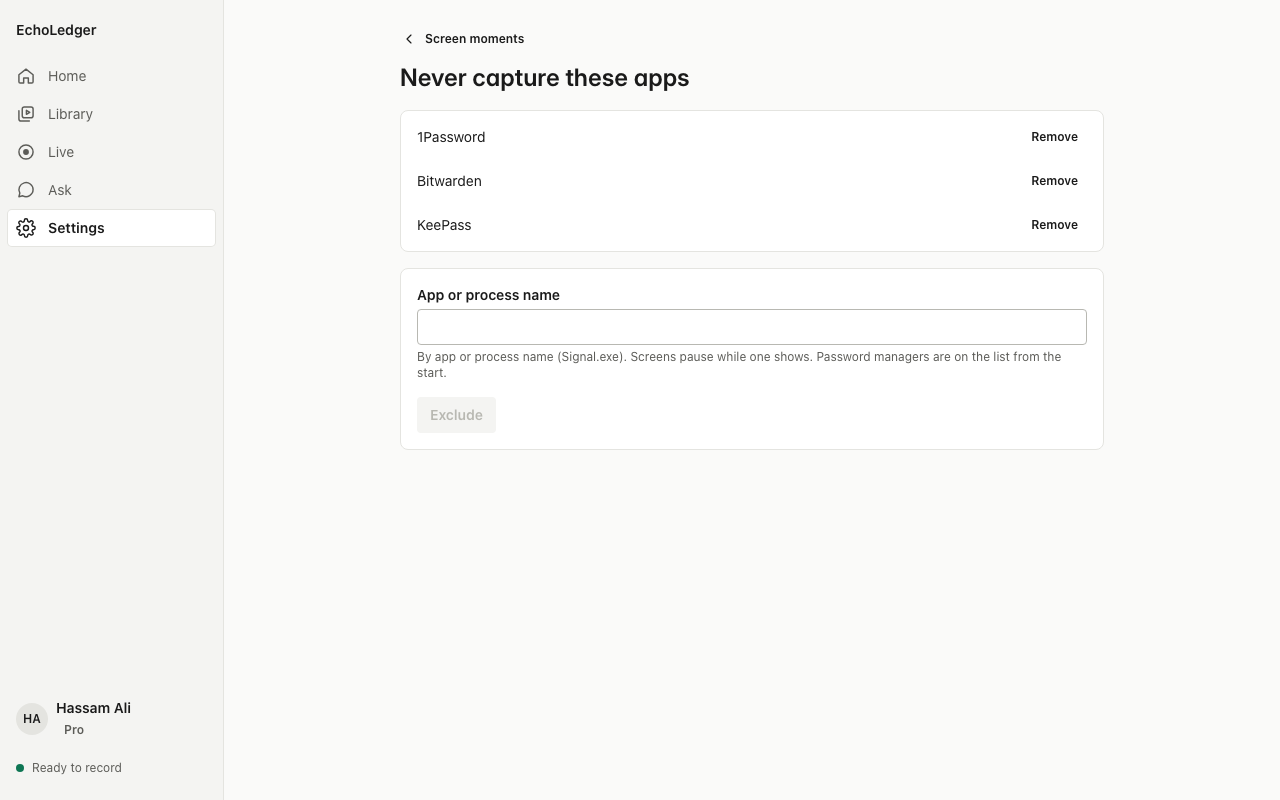 EchoLedger
Home
Library
Live
Ask
Settings
HA
Hassam Ali
Pro
Ready to record
Screen moments
Never capture these apps
1Password Remove
Bitwarden Remove
KeePass Remove
App or process name
By app or process name (Signal.exe). Screens pause while one shows. Password managers are on the list from the
start.
Exclude